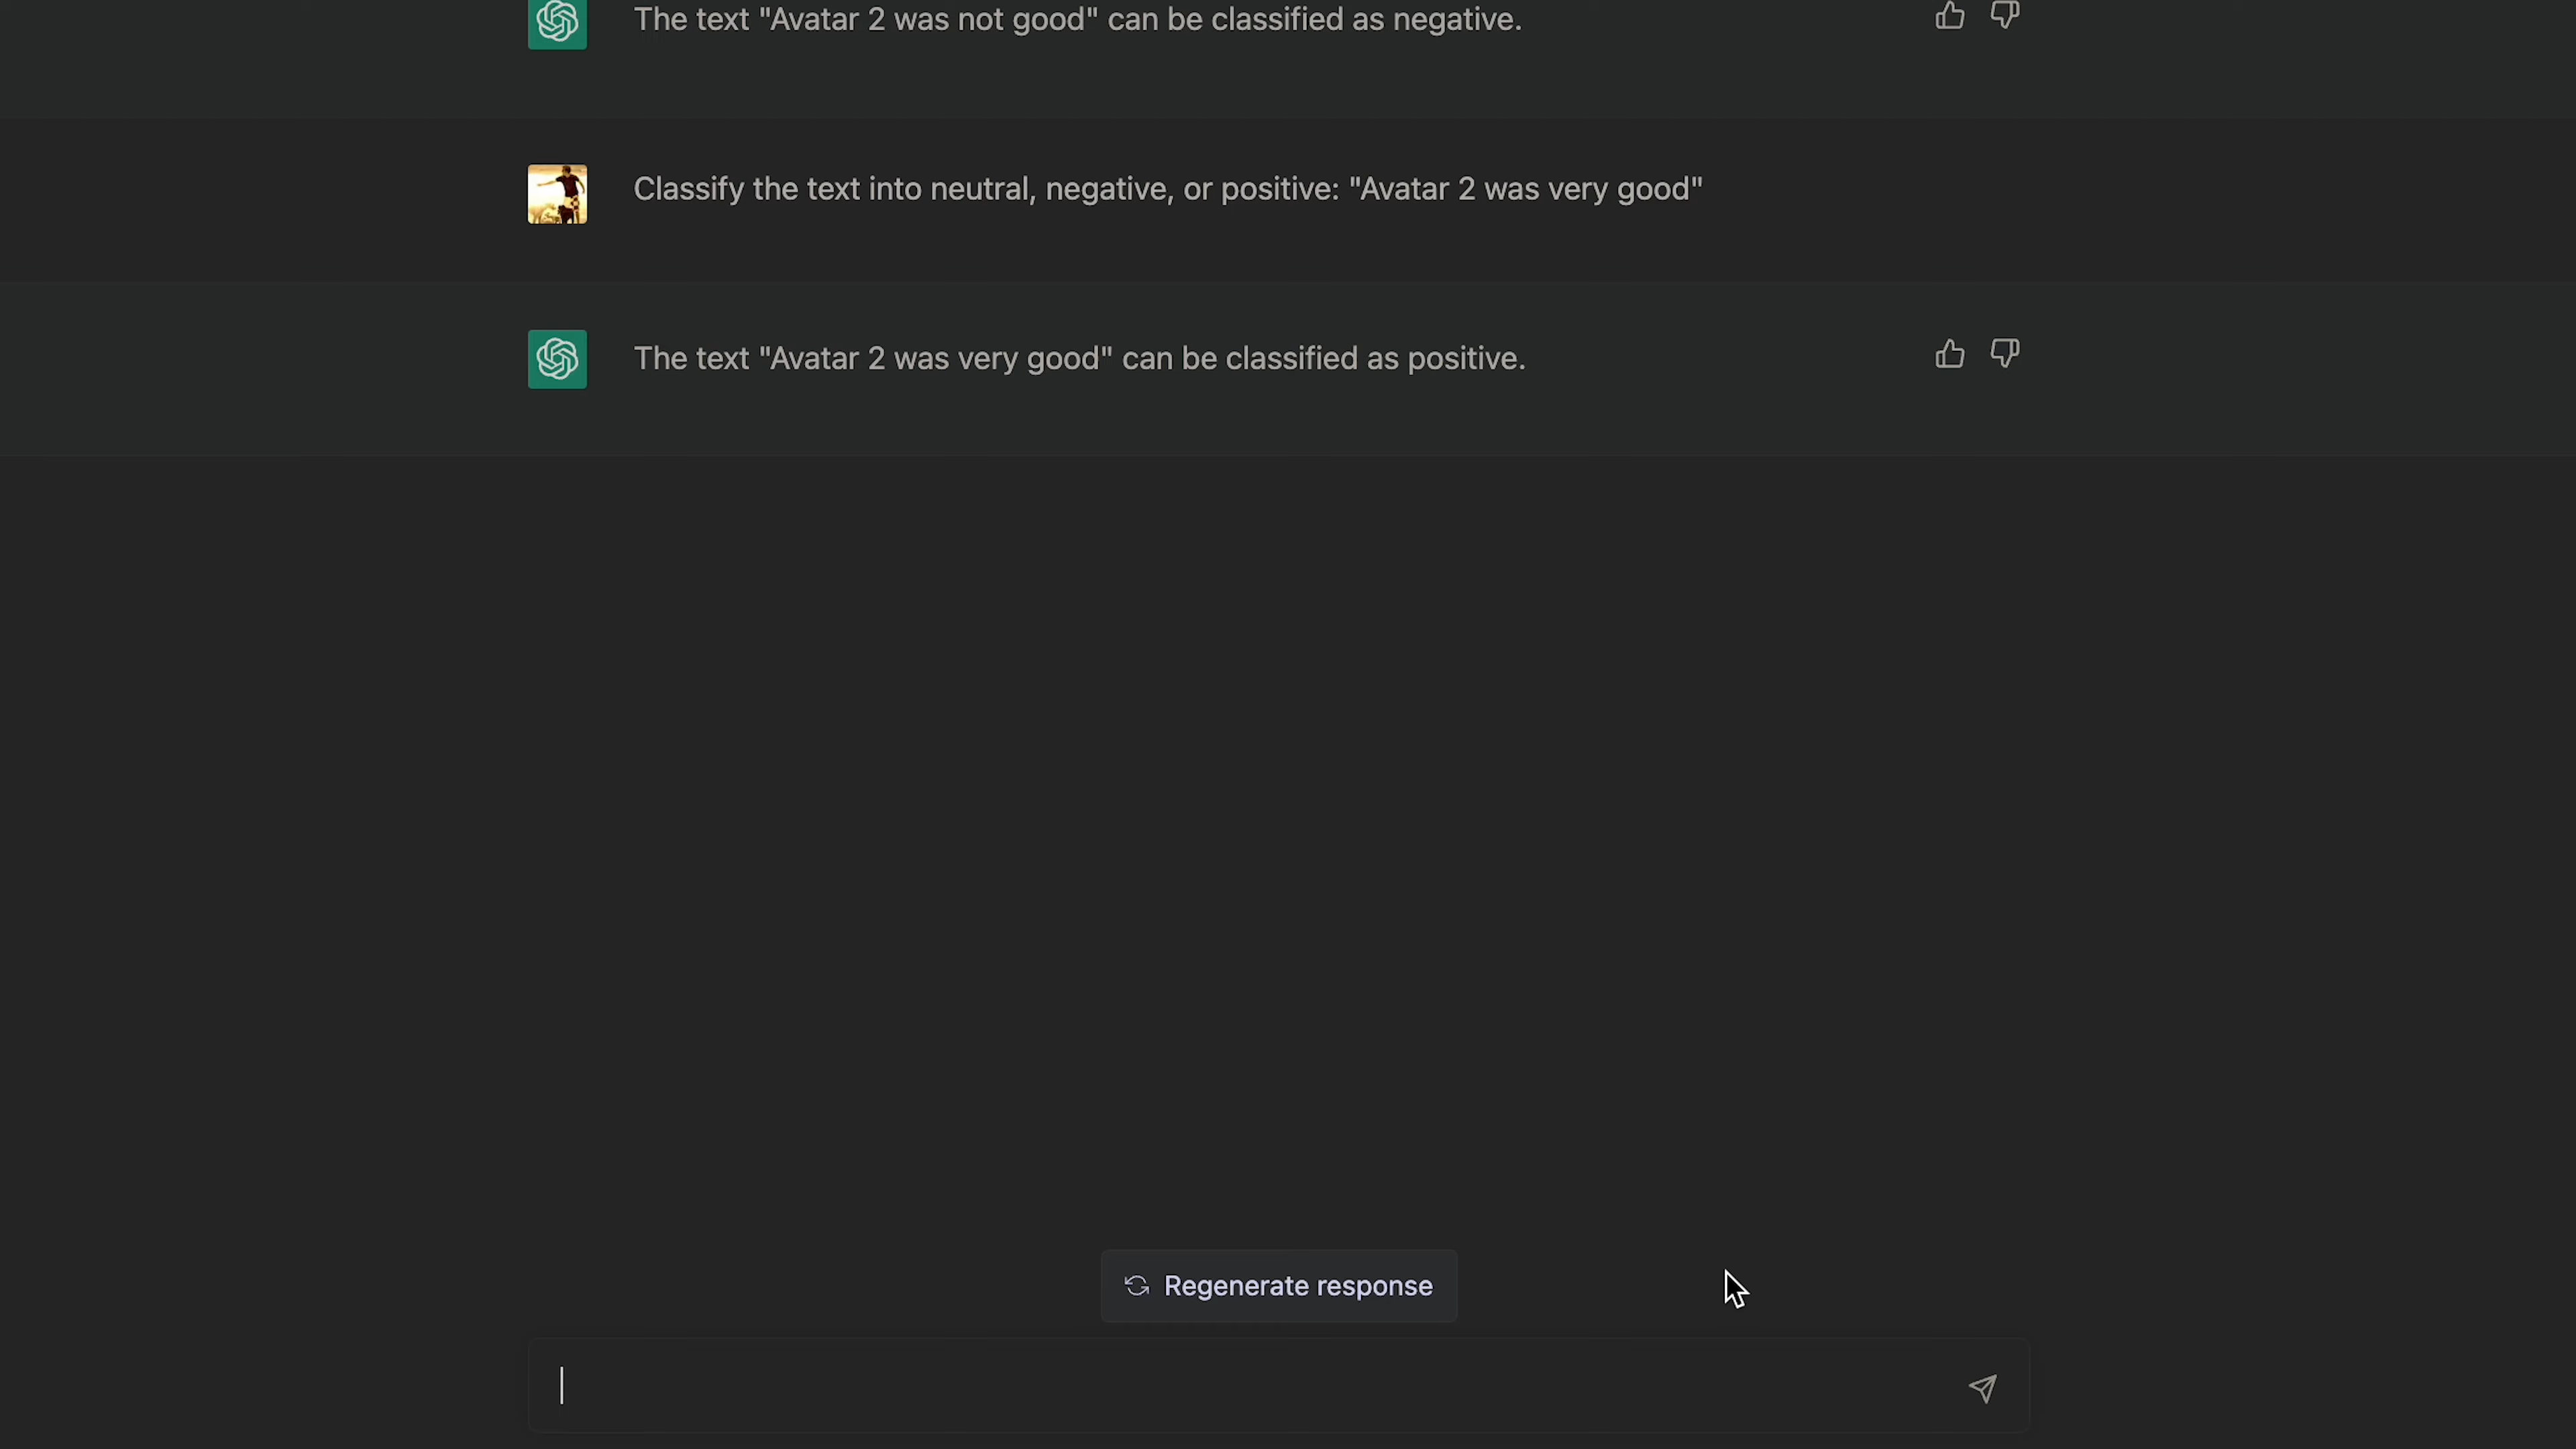 The text "Avatar 2 was not good" can be classified as negative.
Classify the text into neutral, negative, or positive: "Avatar 2 was very good"
The text "Avatar 2 was very good" can be classified as positive.
Regenerate response